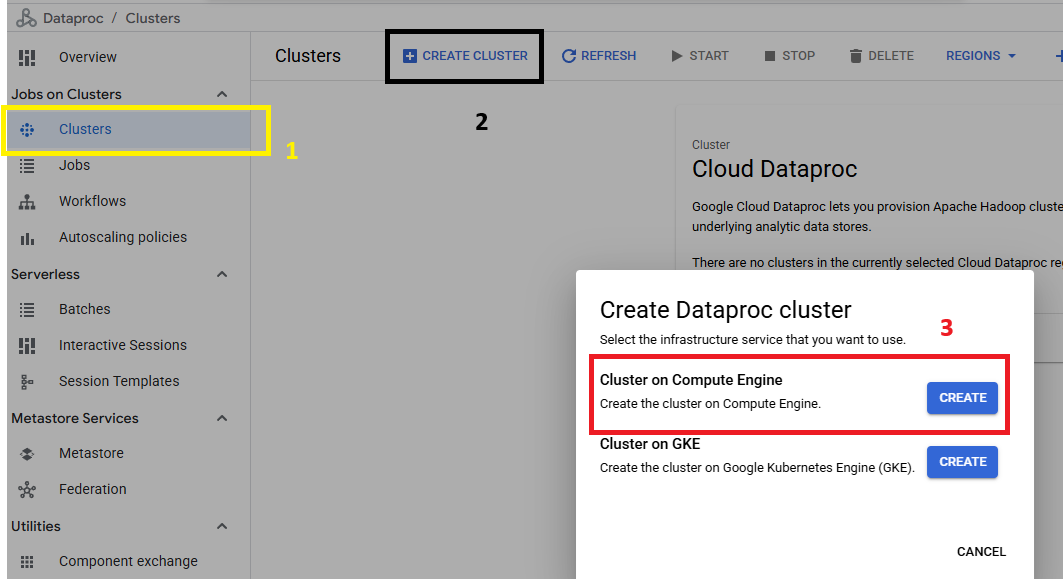 Dataproc / Clusters
Overview
Jobs on Clusters
Clusters
1
Jobs
Workflows
Autoscaling policies
Serverless
Batches
Interactive Sessions
Session Templates
Metastore Services
Metastore
Federation
Utilities
Component exchange
Clusters
CREATE CLUSTER
REFRESH
START
STOP
DELETE
REGIONS
2
Cluster
Cloud Dataproc
Google Cloud Dataproc lets you provision Apache Hadoop cluste
underlying analytic data stores.
There are no clusters in the currently selected Cloud Dataproc re
Create Dataproc cluster
3
Select the infrastructure service that you want to use.
Cluster on Compute Engine
Create the cluster on Compute Engine.
CREATE
Cluster on GKE
Create the cluster on Google Kubernetes Engine (GKE).
CREATE
CANCEL